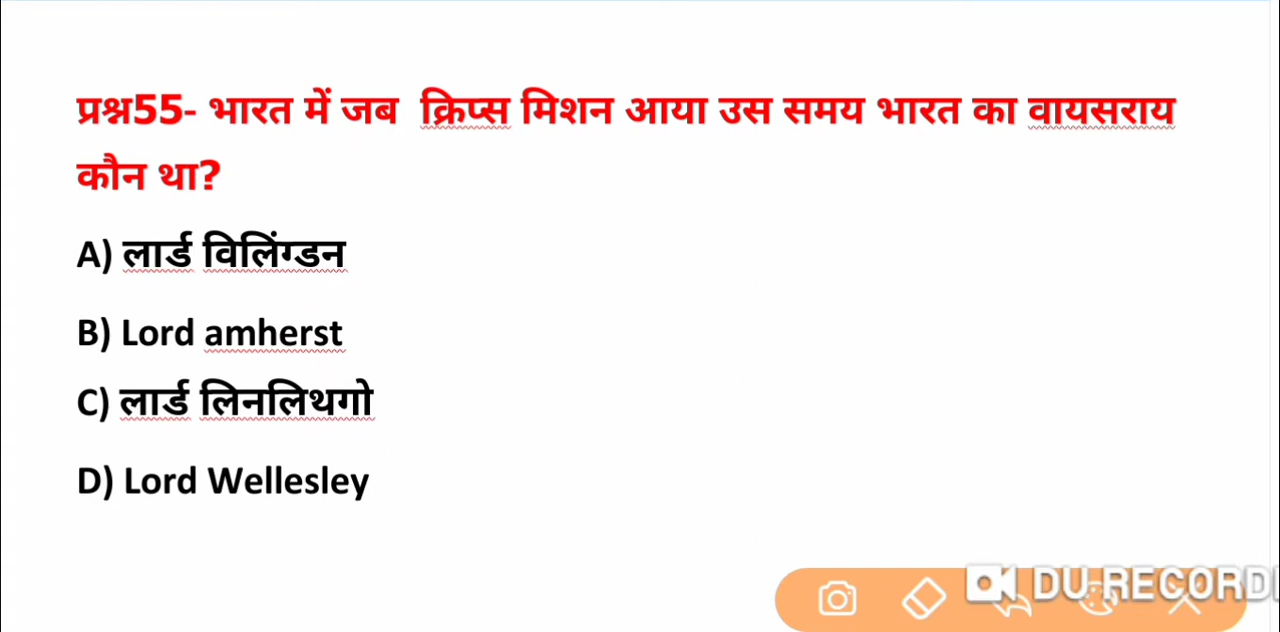 प्रश्न55- भारत में जब क्रिप्स मिशन आया उस समय भारत का वायसराय
कौन था?
A) लार्ड विलिंग्डन
B) Lord amherst
C) लार्ड लिनलिथगो
D) Lord Wellesley
DU RECORD